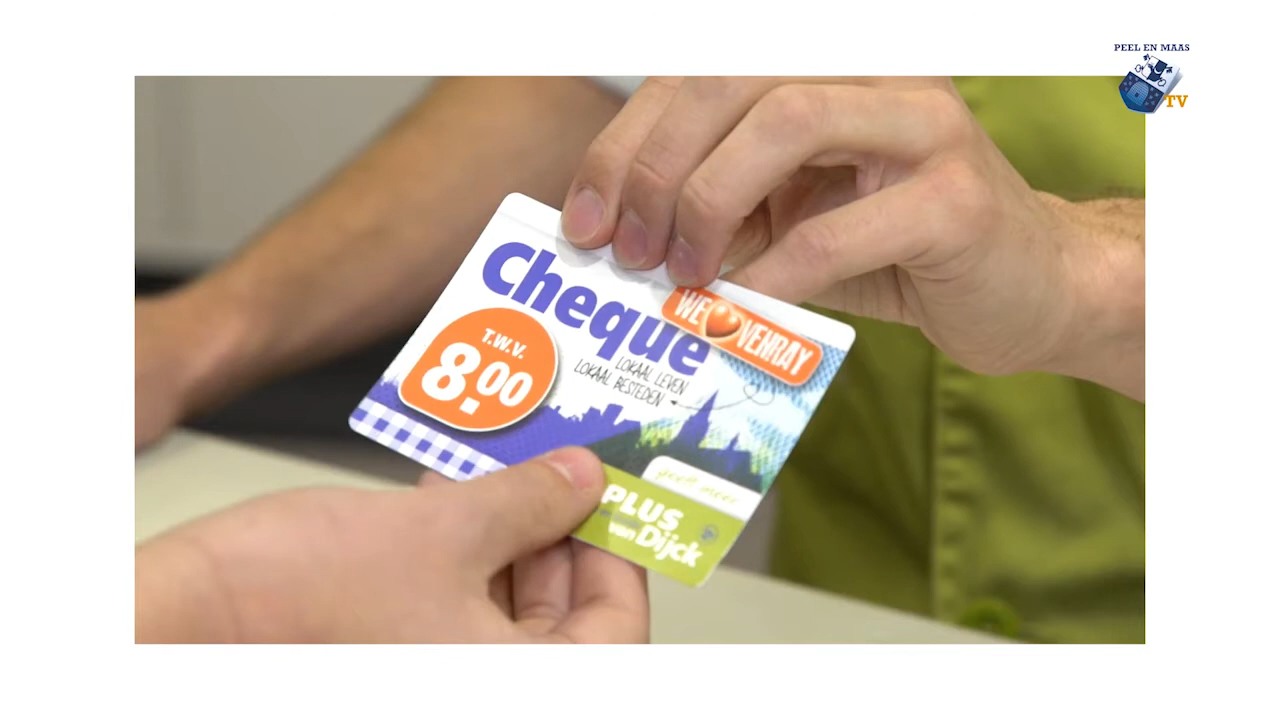 PEEL EN MAAS
TV
Cheque
WE VENRAY
T.W.V.
8.00
LOKAAL LEVEN
LOKAAL BESTEDEN
geeft meer
PLUS
van Dijck